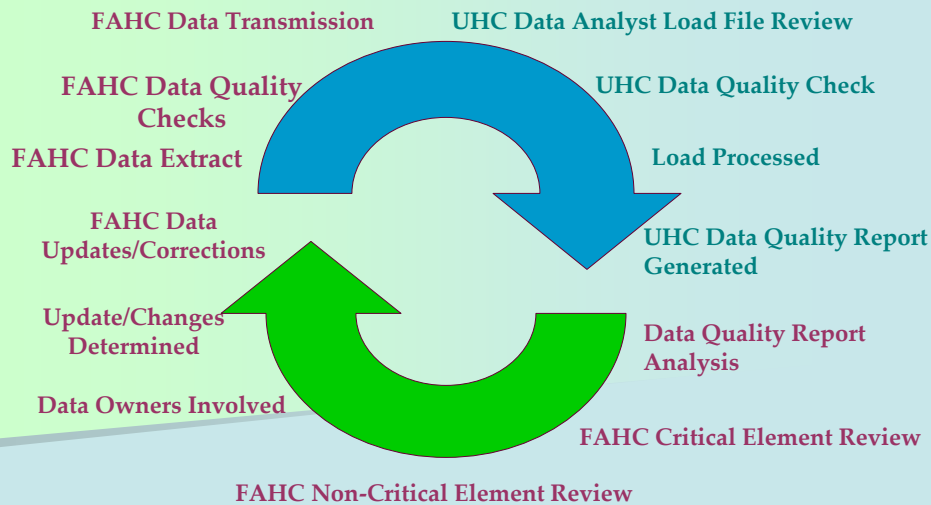 FAHC Data Transmission
UHC Data Analyst Load File Review
FAHC Data Quality
Checks
UHC Data Quality Check
FAHC Data Extract
Load Processed
FAHC Data
Updates/Corrections
UHC Data Quality Report
Generated
Update/Changes
Determined
Data Quality Report
Analysis
Data Owners Involved
FAHC Critical Element Review
FAHC Non-Critical Element Review